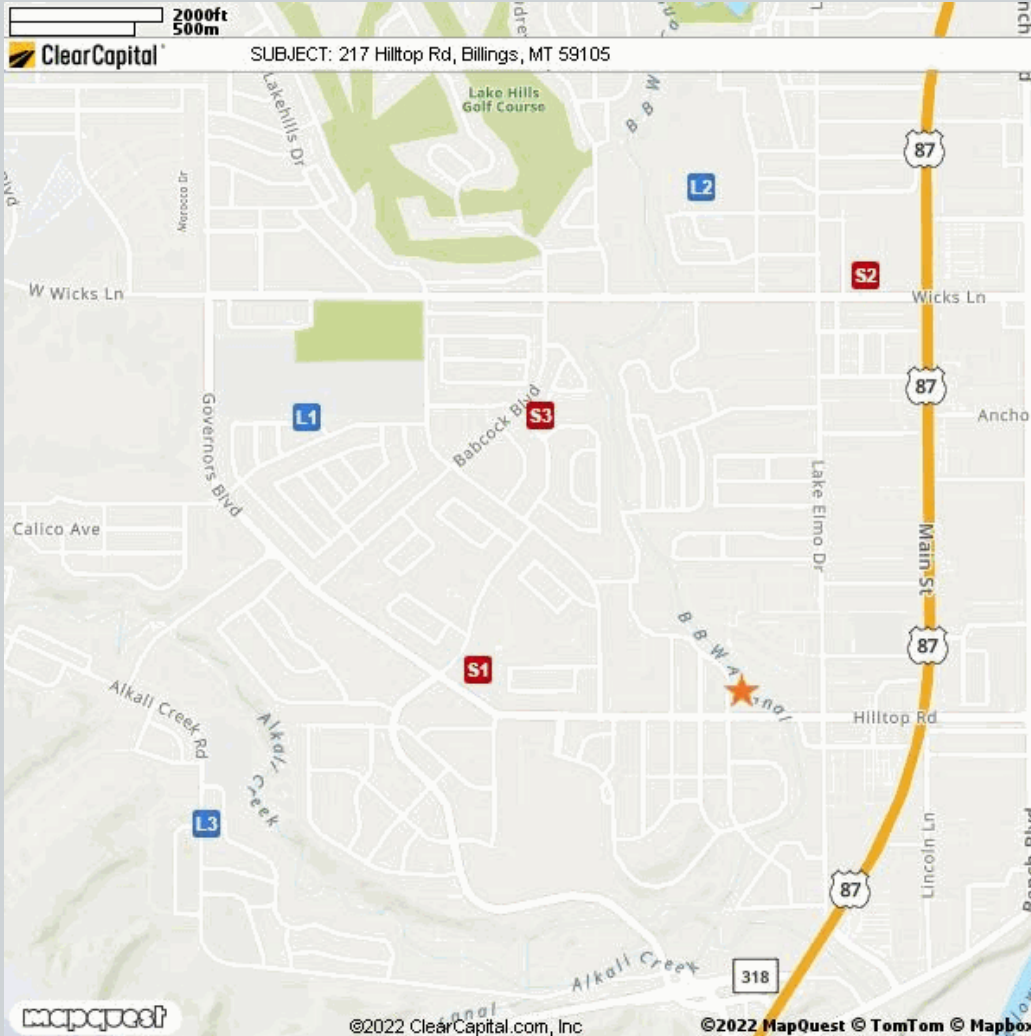 2000ft
500m
ClearCapital
SUBJECT: 217 Hilltop Rd, Billings, MT 59105
Lakehills Dr
Lake Hills
Golf Course
B B W
87
Morocco Dr
L2
S2
W Wicks Ln
Wicks Ln
87
Governors Blvd
L1
Babcock Blvd
S3
Ancho
Lake Elmo Dr
Calico Ave
Main St
B B W A
nal
87
S1
Hilltop Rd
Alkali Creek Rd
Alkali Creek
L3
Lincoln Ln
87
Alkali Creek
318
mapquest
©2022 ClearCapital.com, Inc
©2022 MapQuest © TomTom © Mapbo